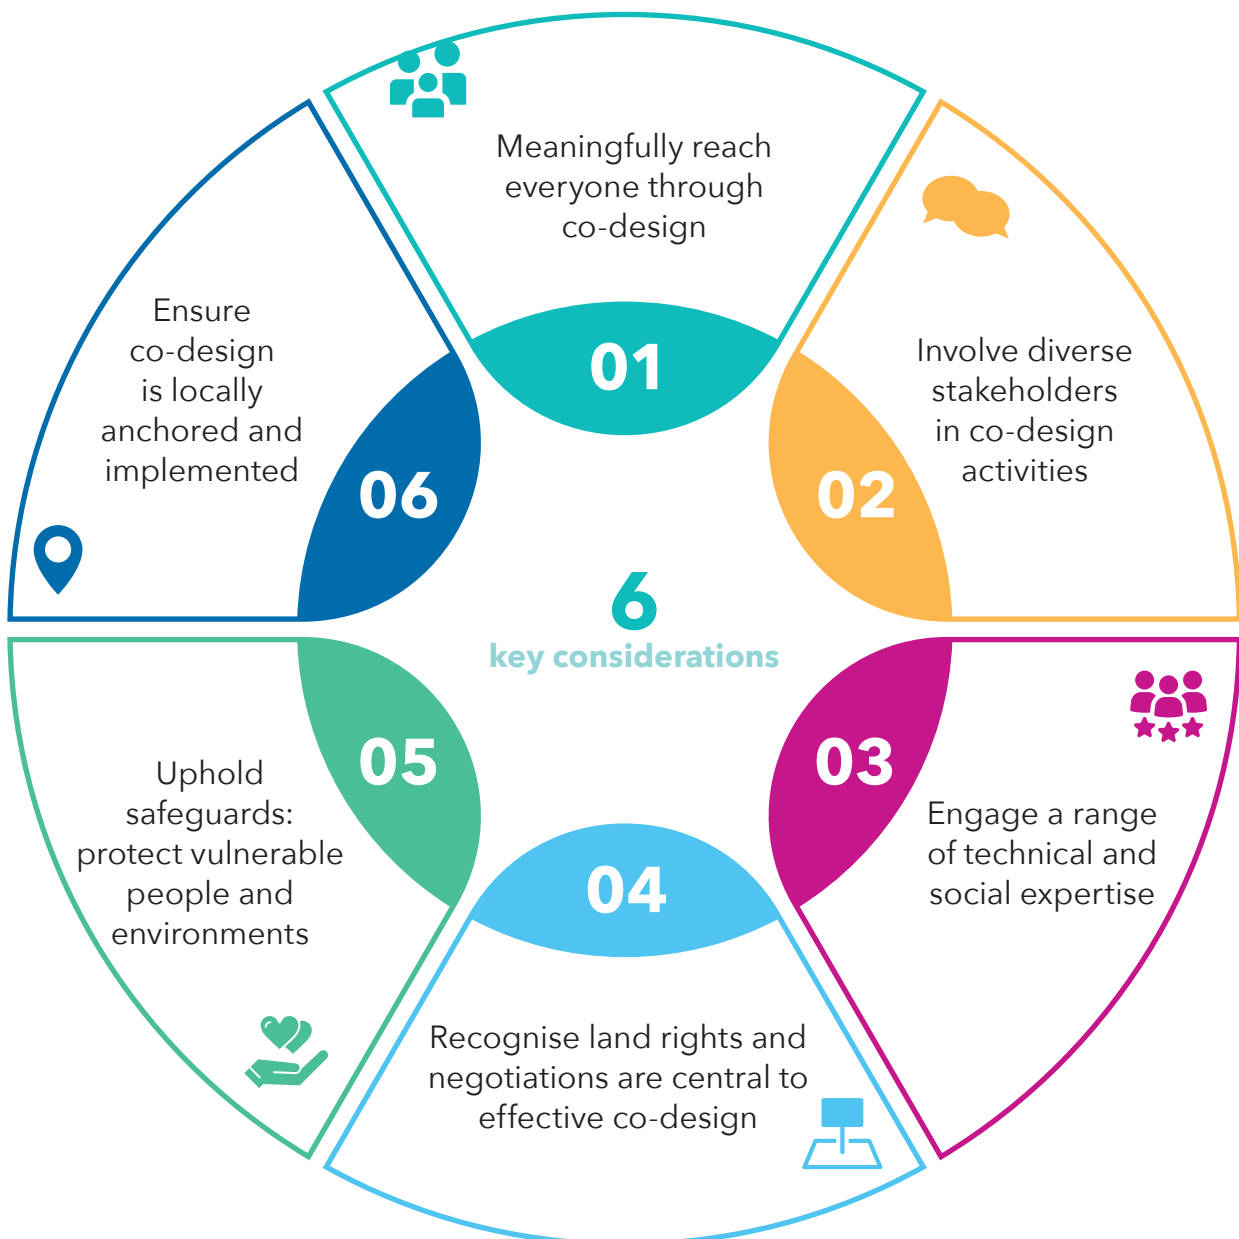 Meaningfully reach
everyone through
co-design
01
Involve diverse
stakeholders
in co-design
activities
02
03
Engage a range
of technical and
social expertise
04
Recognise land rights and
negotiations are central to
effective co-design
05
Uphold
safeguards:
protect vulnerable
people and
environments
Ensure
co-design
is locally
anchored and
implemented
06
6
key considerations